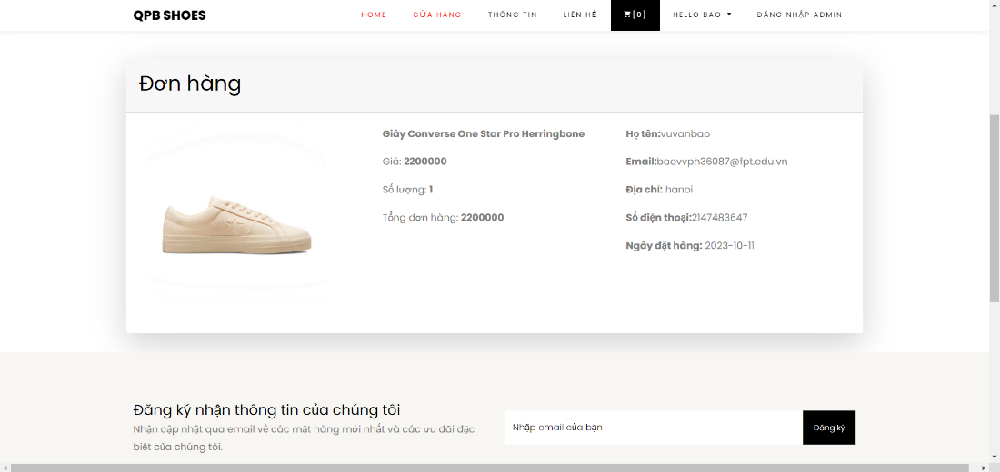 QPB SHOES HOME CỬA HÀNG THÔNG TIN LIÊN HỆ [0] HELLO BAO ĐĂNG NHẬP ADMIN
Đơn hàng
Giày Converse One Star Pro Herringbone
Giá: 2200000
Số lượng: 1
Tổng đơn hàng: 2200000
Họ tên:vuvanbao
Email:baovvph36087@fpt.edu.vn
Địa chỉ: hanoi
Số điện thoại:2147483647
Ngày đặt hàng: 2023-10-11
Đăng ký nhận thông tin của chúng tôi
Nhận cập nhật qua email về các mặt hàng mới nhất và các ưu đãi đặc
biệt của chúng tôi.
Nhập email của bạn
Đăng ký